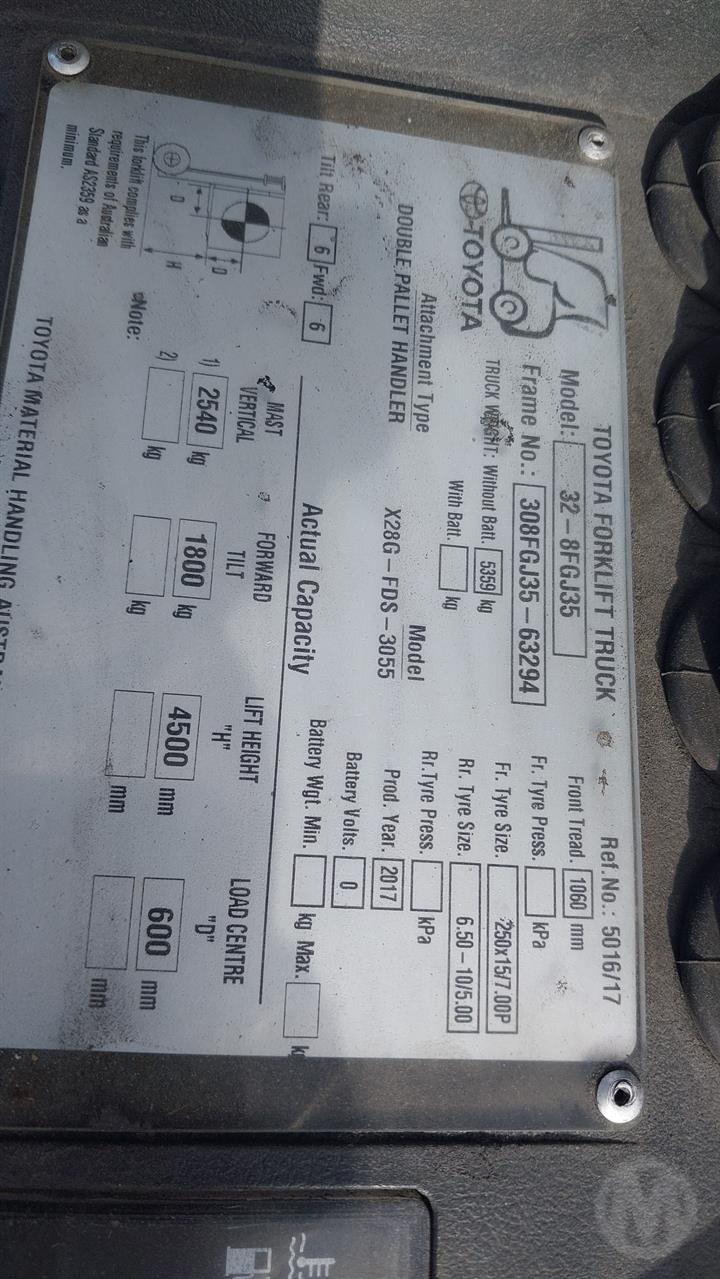 TOYOTA FORKLIFT TRUCK Ref.No.: 5016/17
TOYOTA
Model: 32-8FGJ35
Frame No.: 308FGJ35-63294
TRUCK WEIGHT: Without Batt. 5359 kg
With Batt. kg
Front Tread. 1060 mm
Fr. Tyre Press. kPa
Fr. Tyre Size. 250x15/7.00P
Rr. Tyre Size. 6.50-10/5.00
Rr. Tyre Press. kPa
Attachment Type Model
DOUBLE PALLET HANDLER X28G-FDS-3055
Prod. Year. 2017
Battery Volts. 0
Battery Wgt. Min. kg Max. kg
Tilt Rear: 6 Fwd: 6
Actual Capacity
MAST VERTICAL
FORWARD TILT
LIFT HEIGHT "H"
LOAD CENTRE "D"
1) 2540 kg 1800 kg 4500 mm 600 mm
2) kg kg mm mm
D
D
H
This forklift complies with
requirements of Australian
Standard AS2359 as a
minimum.
Note:
TOYOTA MATERIAL HANDLING
M